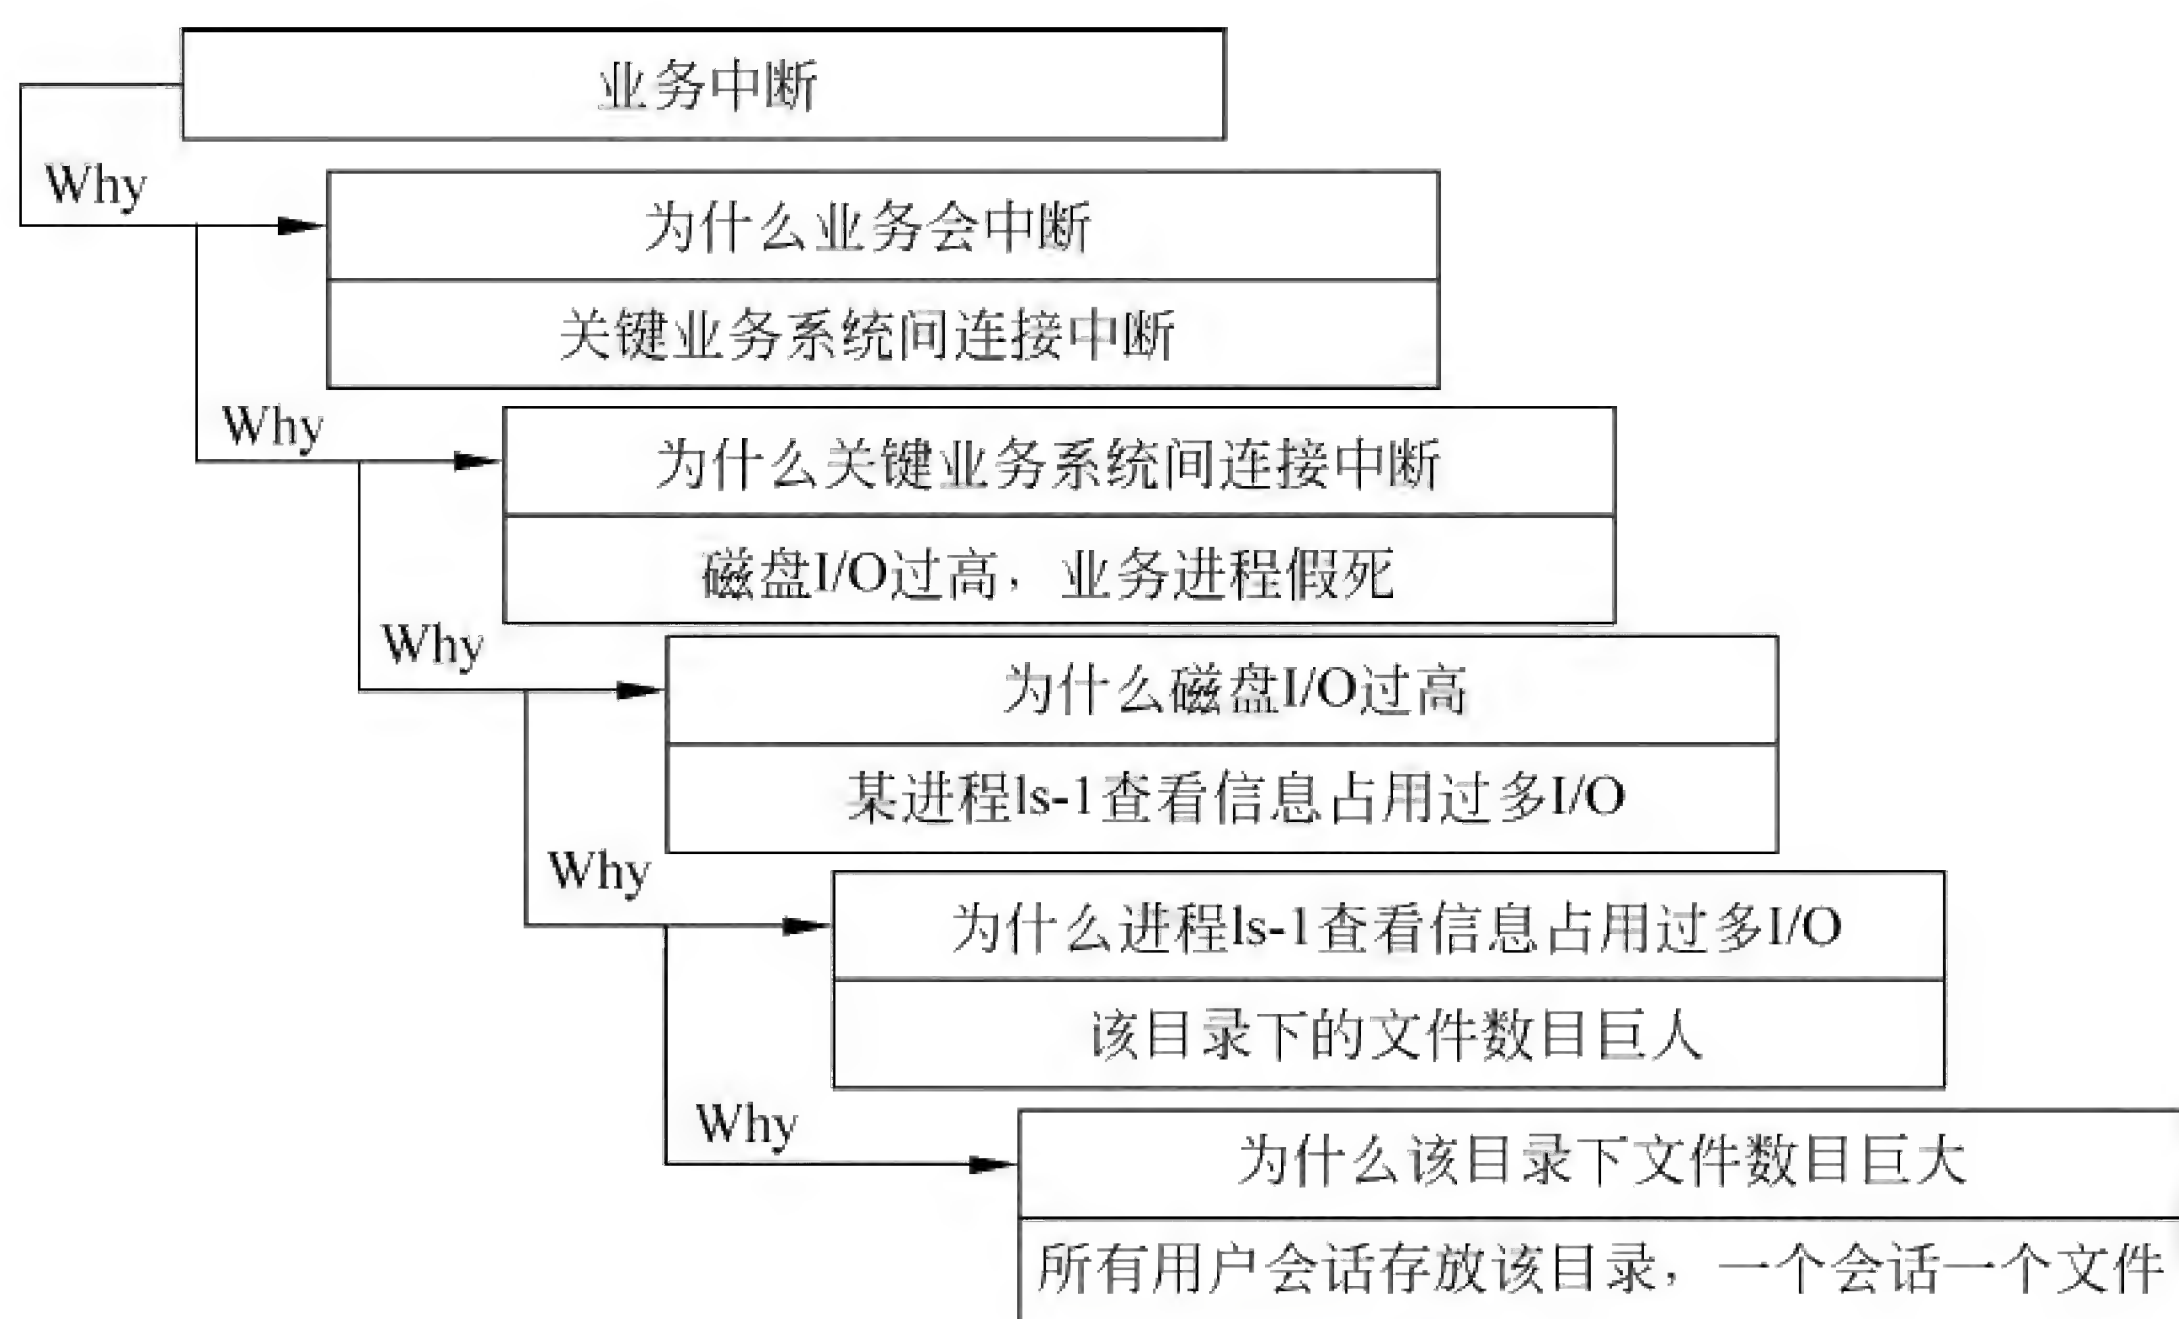 业务中断
Why
为什么业务会中断
关键业务系统间连接中断
Why
为什么关键业务系统间连接中断
磁盘I/O过高，业务进程假死
Why
为什么磁盘I/O过高
某进程ls-1查看信息占用过多I/O
Why
为什么进程ls-1查看信息占用过多I/O
该目录下的文件数目巨人
Why
为什么该目录下文件数目巨大
所有用户会话存放该目录，一个会话一个文件